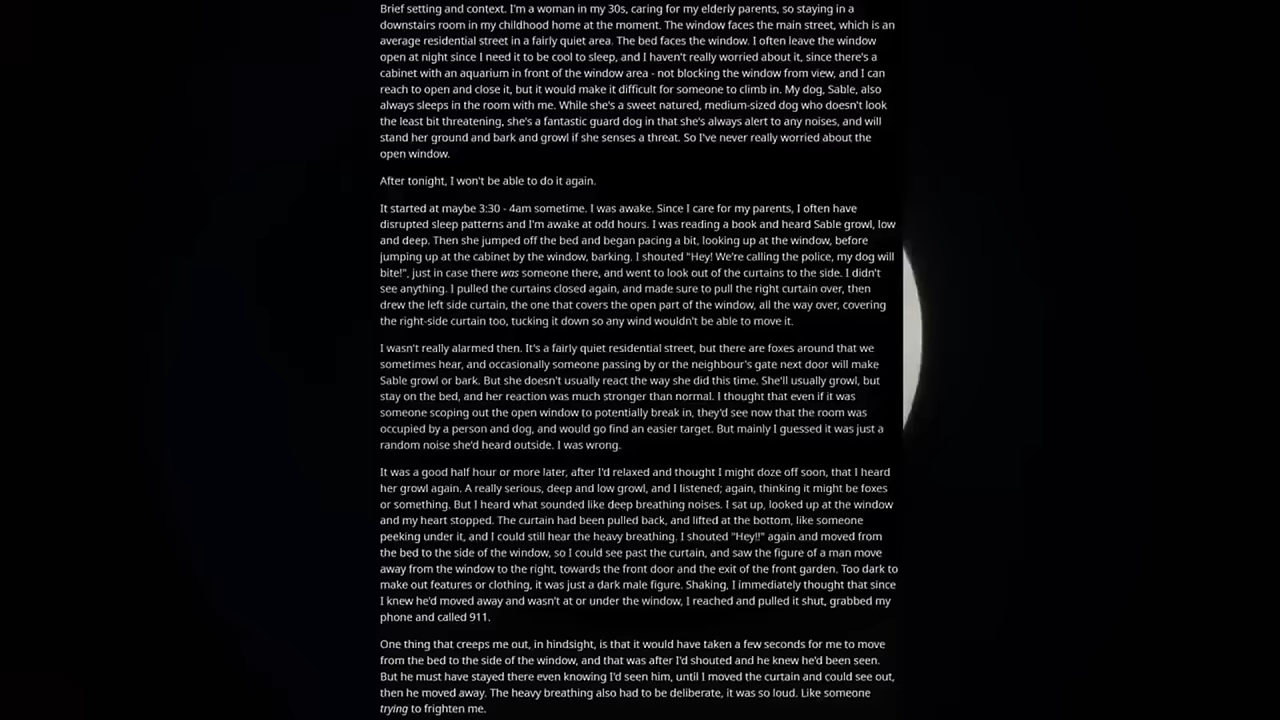 Brief setting and context. I'm a woman in my 30s, caring for my elderly parents, so staying in a
downstairs room in my childhood home at the moment. The window faces the main street, which is an
average residential street in a fairly quiet area. The bed faces the window. I often leave the window
open at night since I need it to be cool to sleep, and I haven't really worried about it, since there's a
cabinet with an aquarium in front of the window area - not blocking the window from view, and I can
reach to open and close it, but it would make it difficult for someone to climb in. My dog, Sable, also
always sleeps in the room with me. While she's a sweet natured, medium-sized dog who doesn't look
the least bit threatening, she's a fantastic guard dog in that she's always alert to any noises, and will
stand her ground and bark and growl if she senses a threat. So I've never really worried about the
open window.
After tonight, I won't be able to do it again.
It started at maybe 3:30 - 4am sometime. I was awake. Since I care for my parents, I often have
disrupted sleep patterns and I'm awake at odd hours. I was reading a book and heard Sable growl, low
and deep. Then she jumped off the bed and began pacing a bit, looking up at the window, before
jumping up at the cabinet by the window, barking. I shouted "Hey! We're calling the police, my dog will
bite!", just in case there was someone there, and went to look out of the curtains to the side. I didn't
see anything. I pulled the curtains closed again, and made sure to pull the right curtain over, then
drew the left side curtain, the one that covers the open part of the window, all the way over, covering
the right-side curtain too, tucking it down so any wind wouldn't be able to move it.
I wasn't really alarmed then. It's a fairly quiet residential street, but there are foxes around that we
sometimes hear, and occasionally someone passing by or the neighbour's gate next door will make
Sable growl or bark. But she doesn't usually react the way she did this time. She'll usually growl, but
stay on the bed, and her reaction was much stronger than normal. I thought that even if it was
someone scoping out the open window to potentially break in, they'd see now that the room was
occupied by a person and dog, and would go find an easier target. But mainly I guessed it was just a
random noise she'd heard outside. I was wrong.
It was a good half hour or more later, after I'd relaxed and thought I might doze off soon, that I heard
her growl again. A really serious, deep and low growl, and I listened; again, thinking it might be foxes
or something. But I heard what sounded like deep breathing noises. I sat up, looked up at the window
and my heart stopped. The curtain had been pulled back, and lifted at the bottom, like someone
peeking under it, and I could still hear the heavy breathing. I shouted "Hey!!" again and moved from
the bed to the side of the window, so I could see past the curtain, and saw the figure of a man move
away from the window to the right, towards the front door and the exit of the front garden. Too dark to
make out features or clothing, it was just a dark male figure. Shaking, I immediately thought that since
I knew he'd moved away and wasn't at or under the window, I reached and pulled it shut, grabbed my
phone and called 911.
One thing that creeps me out, in hindsight, is that it would have taken a few seconds for me to move
from the bed to the side of the window, and that was after I'd shouted and he knew he'd been seen.
But he must have stayed there even knowing I'd seen him, until I moved the curtain and could see out,
then he moved away. The heavy breathing also had to be deliberate, it was so loud. Like someone
trying to frighten me.